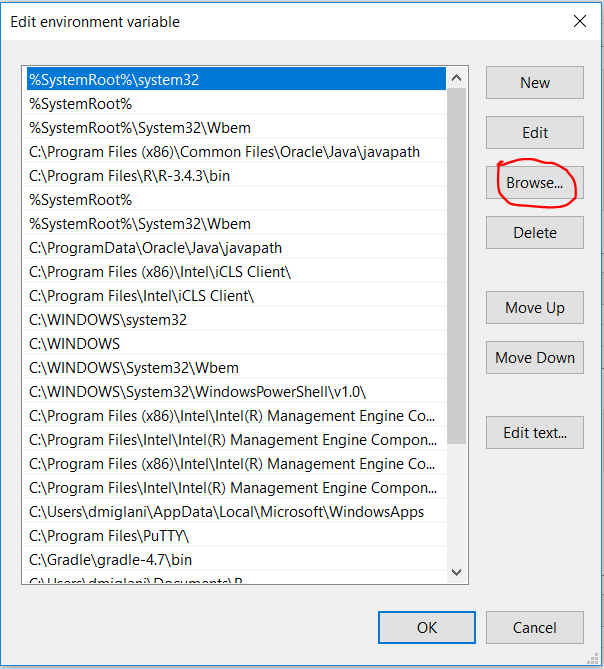 Edit environment variable
%SystemRoot%\system32
%SystemRoot%
%SystemRoot%\System32\Wbem
C:\Program Files (x86)\Common Files\Oracle\Java\javapath
C:\Program Files\R\R-3.4.3\bin
%SystemRoot%
%SystemRoot%\System32\Wbem
C:\ProgramData\Oracle\Java\javapath
C:\Program Files (x86)\Intel\iCLS Client\
C:\Program Files\Intel\iCLS Client\
C:\WINDOWS\system32
C:\WINDOWS
C:\WINDOWS\System32\Wbem
C:\WINDOWS\System32\WindowsPowerShell\v1.0\
C:\Program Files (x86)\Intel\Intel(R) Management Engine Co...
C:\Program Files\Intel\Intel(R) Management Engine Compon...
C:\Program Files (x86)\Intel\Intel(R) Management Engine Co...
C:\Program Files\Intel\Intel(R) Management Engine Compon...
C:\Users\dmiglani\AppData\Local\Microsoft\WindowsApps
C:\Program Files\PuTTY\
C:\Gradle\gradle-4.7\bin
C:\Users\dmiglani\Documents\R
New
Edit
Browse...
Delete
Move Up
Move Down
Edit text...
OK
Cancel